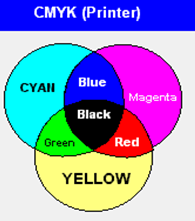 CMYK (Printer)
CYAN
Blue
Magenta
Black
Green
Red
YELLOW